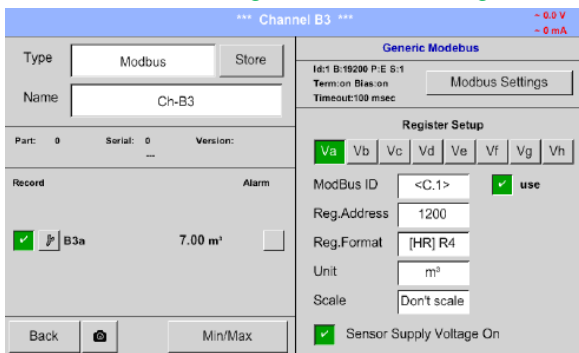 *** Channel B3 ***
~ 0.0 V
~ 0 mA
Type
Modbus
Store
Name
Ch-B3
Part: 0 Serial: 0 Version:
---
Record Alarm
B3a 7.00 m³
Back
Min/Max
Generic Modebus
Id:1 B:19200 P:E S:1
Term:on Bias:on
Timeout:100 msec
Modbus Settings
Register Setup
Va Vb Vc Vd Ve Vf Vg Vh
ModBus ID <C.1> use
Reg.Address 1200
Reg.Format [HR] R4
Unit m³
Scale Don't scale
Sensor Supply Voltage On